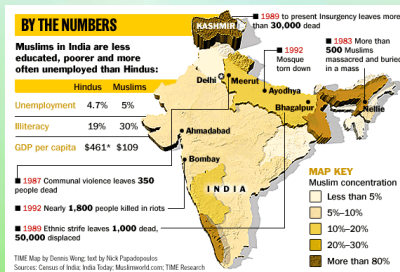 BY THE NUMBERS
Muslims in India are less
educated, poorer and more
often unemployed than Hindus:
Hindus Muslims
Unemployment 4.7% 5%
Illiteracy 19% 30%
GDP per capita $461* $109
KASHMIR
1989 to present Insurgency leaves more
than 30,000 dead
1992
Mosque
torn down
1983 More than
500 Muslims
massacred and buried
in a mass
Delhi
Meerut
Ayodhya
Bhagalpur
Nellie
Ahmadabad
Bombay
INDIA
1987 Communal violence leaves 350
people dead
1992 Nearly 1,800 people killed in riots
1989 Ethnic strife leaves 1,000 dead,
50,000 displaced
MAP KEY
Muslim concentration
Less than 5%
5%–10%
10%–20%
20%–30%
More than 80%
TIME Map by Dennis Wong; text by Nick Papadopoulos
Sources: Census of India; India Today; Muslimworld.com; TIME Research